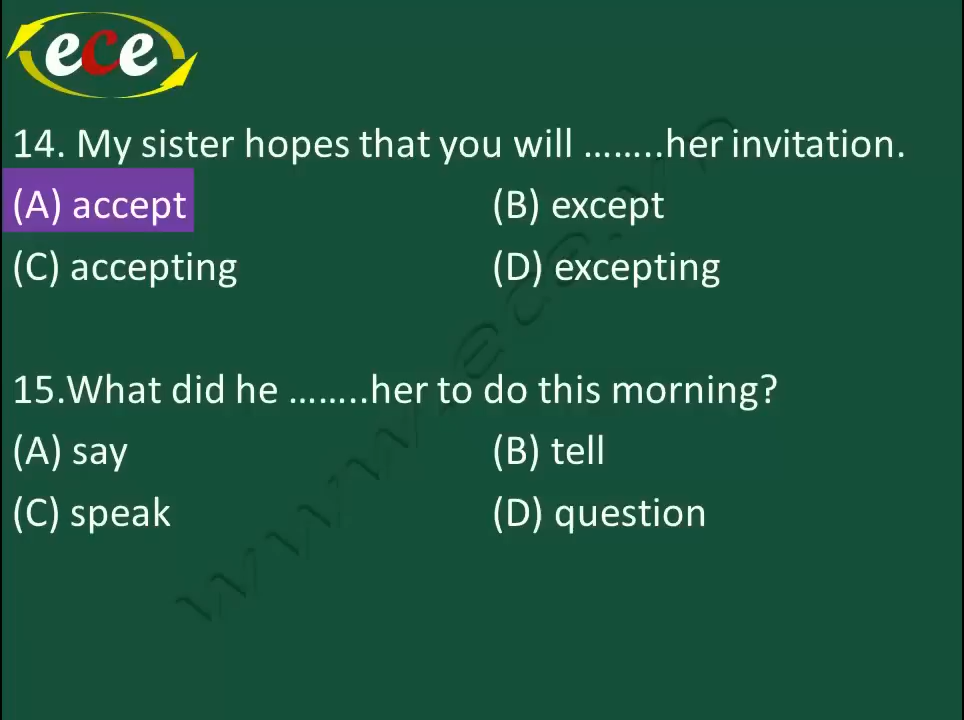 ece
14. My sister hopes that you will ........her invitation.
(A) accept (B) except
(C) accepting (D) excepting
15.What did he ........her to do this morning?
(A) say (B) tell
(C) speak (D) question